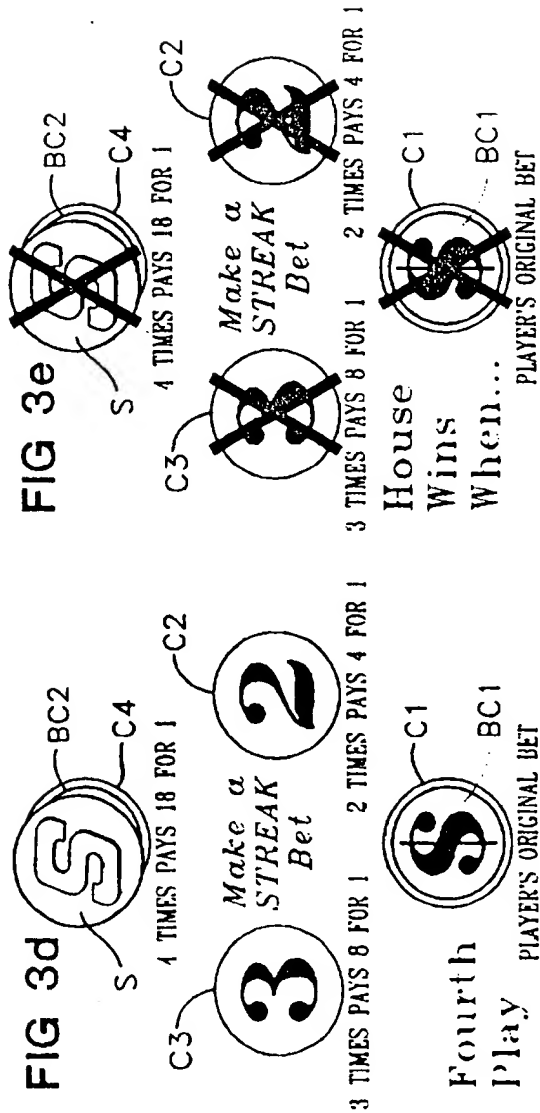 FIG 3d
S
BC2
C4
4 TIMES PAYS 18 FOR 1
C3
3
Make a
STREAK
Bet
2
C2
3 TIMES PAYS 8 FOR 1
2 TIMES PAYS 4 FOR 1
Fourth
Play
$
C1
BC1
PLAYER'S ORIGINAL BET
FIG 3e
S
BC2
C4
4 TIMES PAYS 18 FOR 1
C3
3
Make a
STREAK
Bet
2
C2
3 TIMES PAYS 8 FOR 1
2 TIMES PAYS 4 FOR 1
House
Wins
When...
$
C1
BC1
PLAYER'S ORIGINAL BET